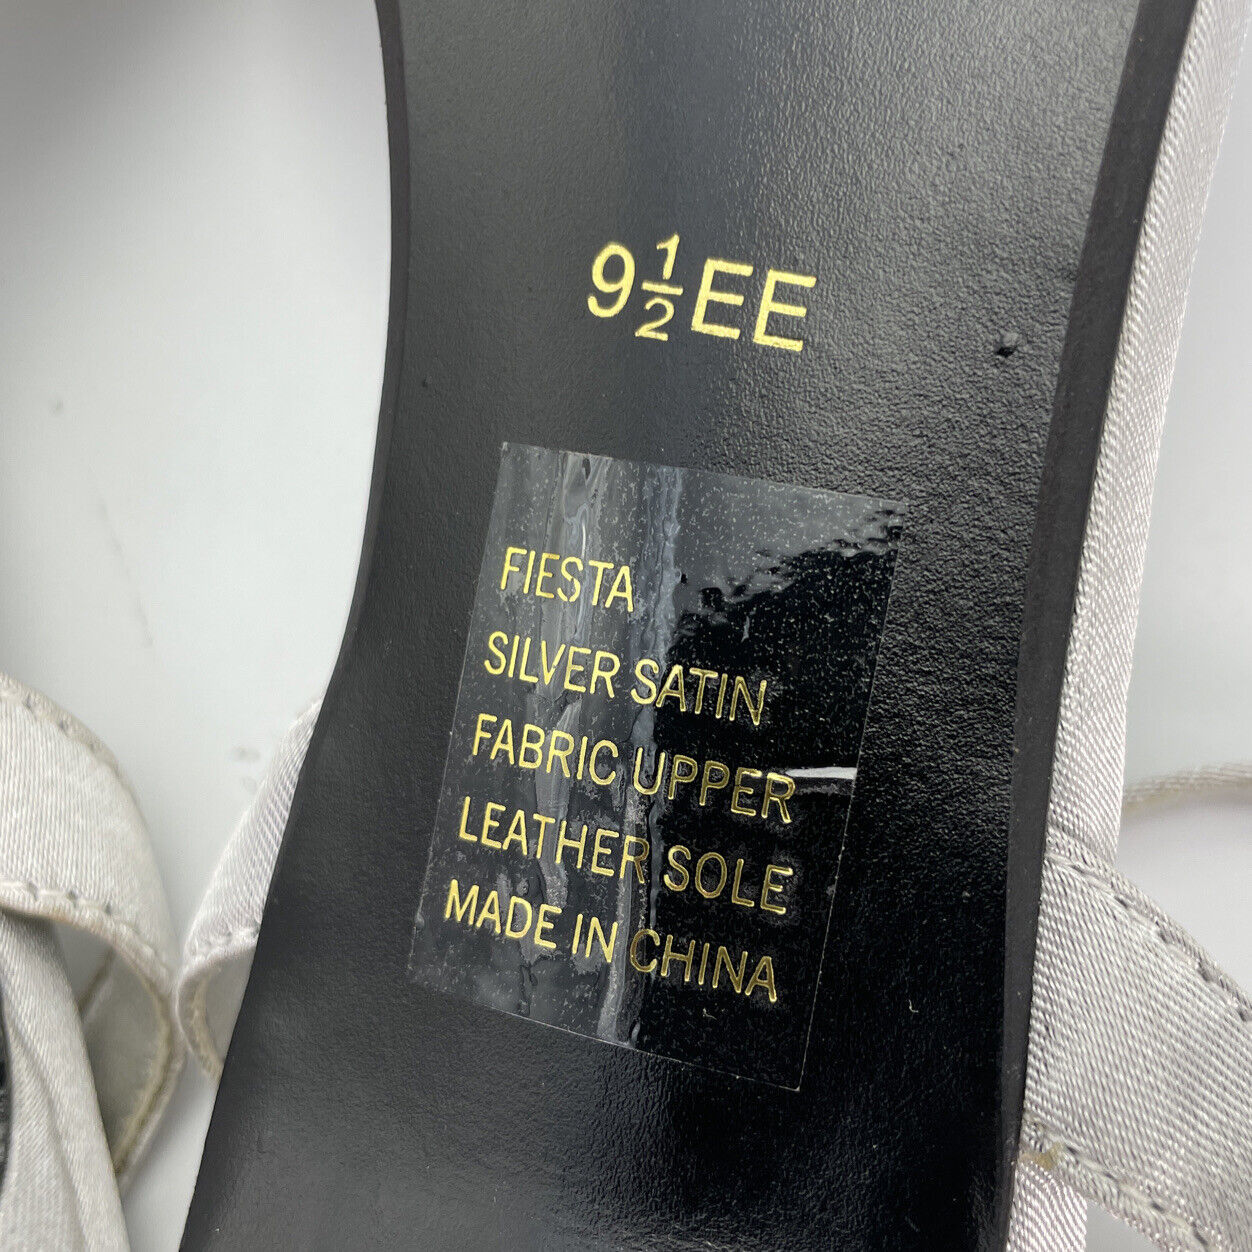 9½EE
FIESTA
SILVER SATIN
FABRIC UPPER
LEATHER SOLE
MADE IN CHINA